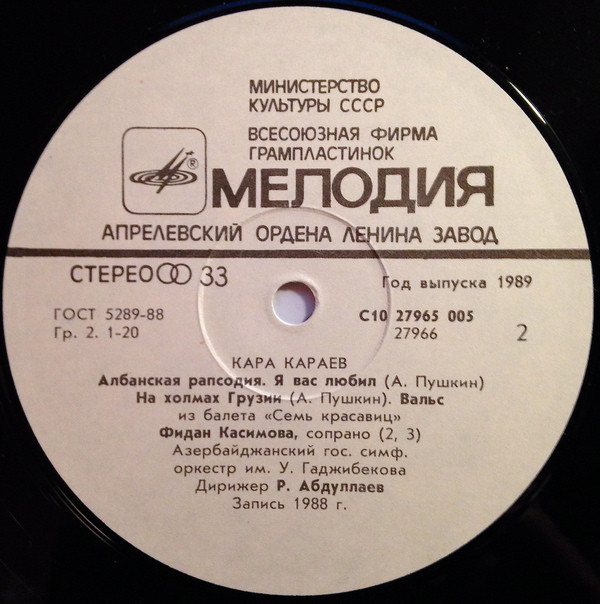 МИНИСТЕРСТВО
КУЛЬТУРЫ СССР
ВСЕСОЮЗНАЯ ФИРМА
ГРАМПЛАСТИНОК
®
МЕЛОДИЯ
АПРЕЛЕВСКИЙ ОРДЕНА ЛЕНИНА ЗАВОД
СТЕРЕО 33
Год выпуска 1989
ГОСТ 5289-88
Гр. 2. 1-20
С10 27965 005
27966
2
КАРА КАРАЕВ
Албанская рапсодия. Я вас любил (А. Пушкин)
На холмах Грузии (А. Пушкин). Вальс
из балета «Семь красавиц»
Фидан Касимова, сопрано (2, 3)
Азербайджанский гос. симф.
оркестр им. У. Гаджибекова
Дирижер Р. Абдуллаев
Запись 1988 г.